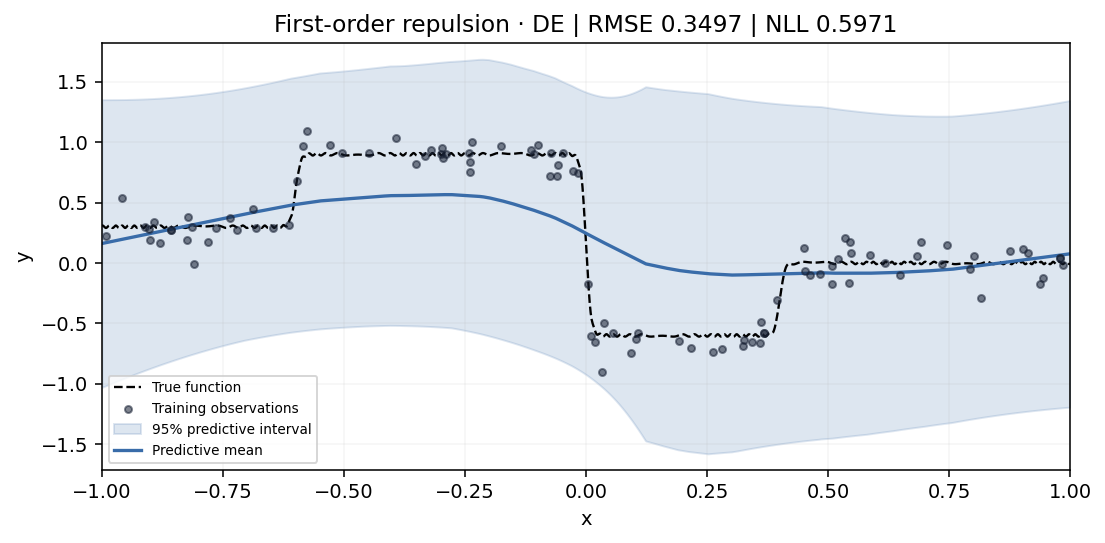 First-order repulsion · DE | RMSE 0.3497 | NLL 0.5971
1.5
1.0
0.5
0.0
−0.5
−1.0
−1.5
y
True function
Training observations
95% predictive interval
Predictive mean
−1.00 −0.75 −0.50 −0.25 0.00 0.25 0.50 0.75 1.00
x